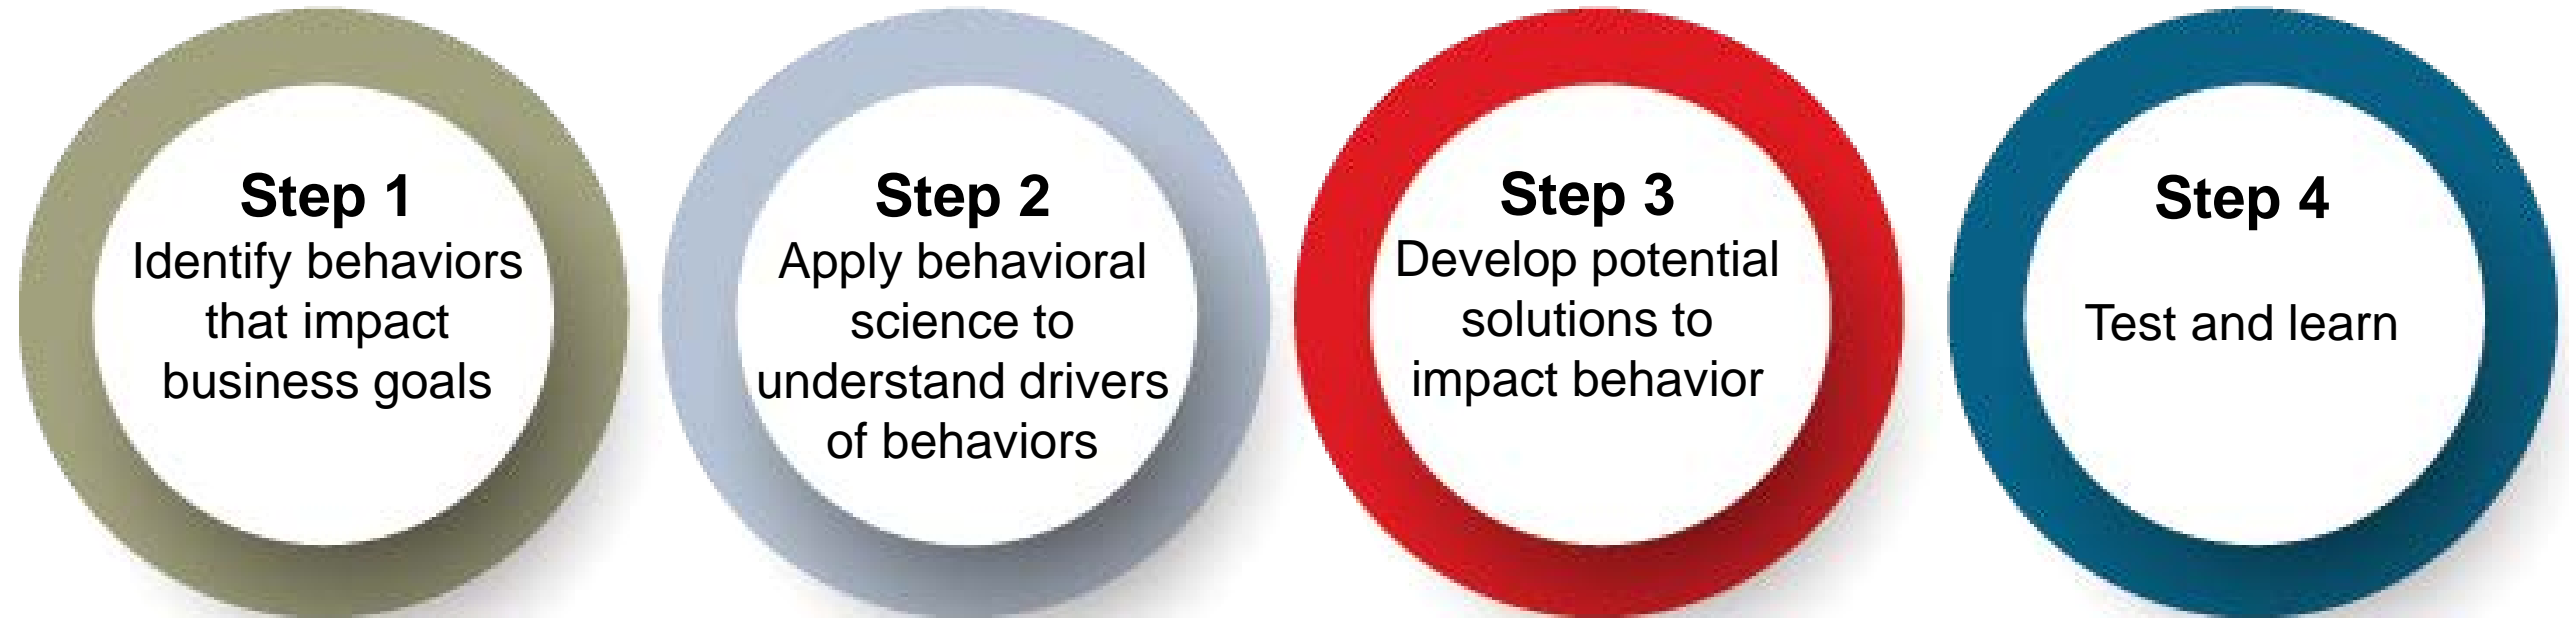 Step 1
Identify behaviors
that impact
business goals
Step 2
Apply behavioral
science to
understand drivers
of behaviors
Step 3
Develop potential
solutions to
impact behavior
Step 4
Test and learn